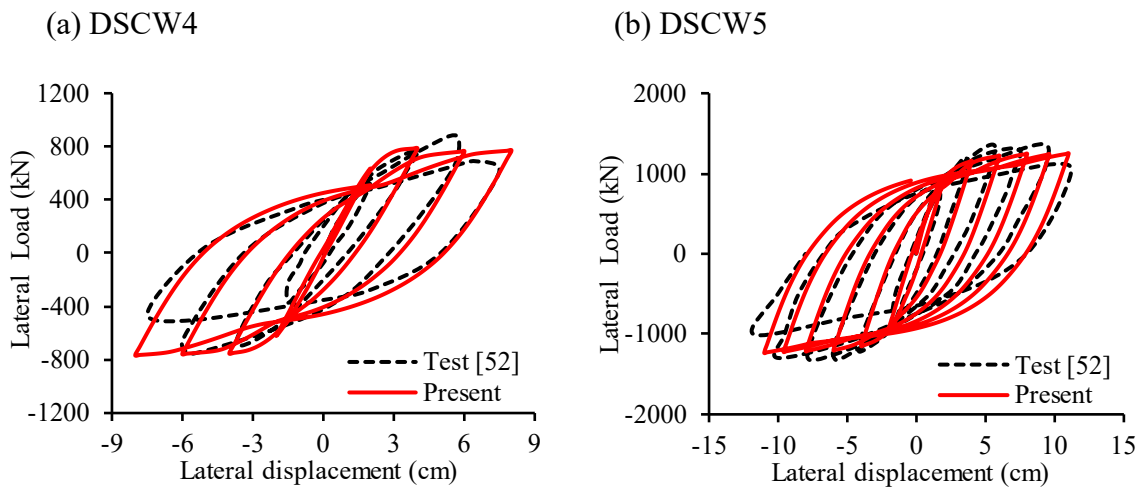 (a) DSCW4
(b) DSCW5
Lateral Load (kN)
1200
800
400
0
-400
-800
-1200
-9 -6 -3 0 3 6 9
Lateral displacement (cm)
Test [52]
Present
Lateral Load (kN)
2000
1000
0
-1000
-2000
-15 -10 -5 0 5 10 15
Lateral displacement (cm)
Test [52]
Present